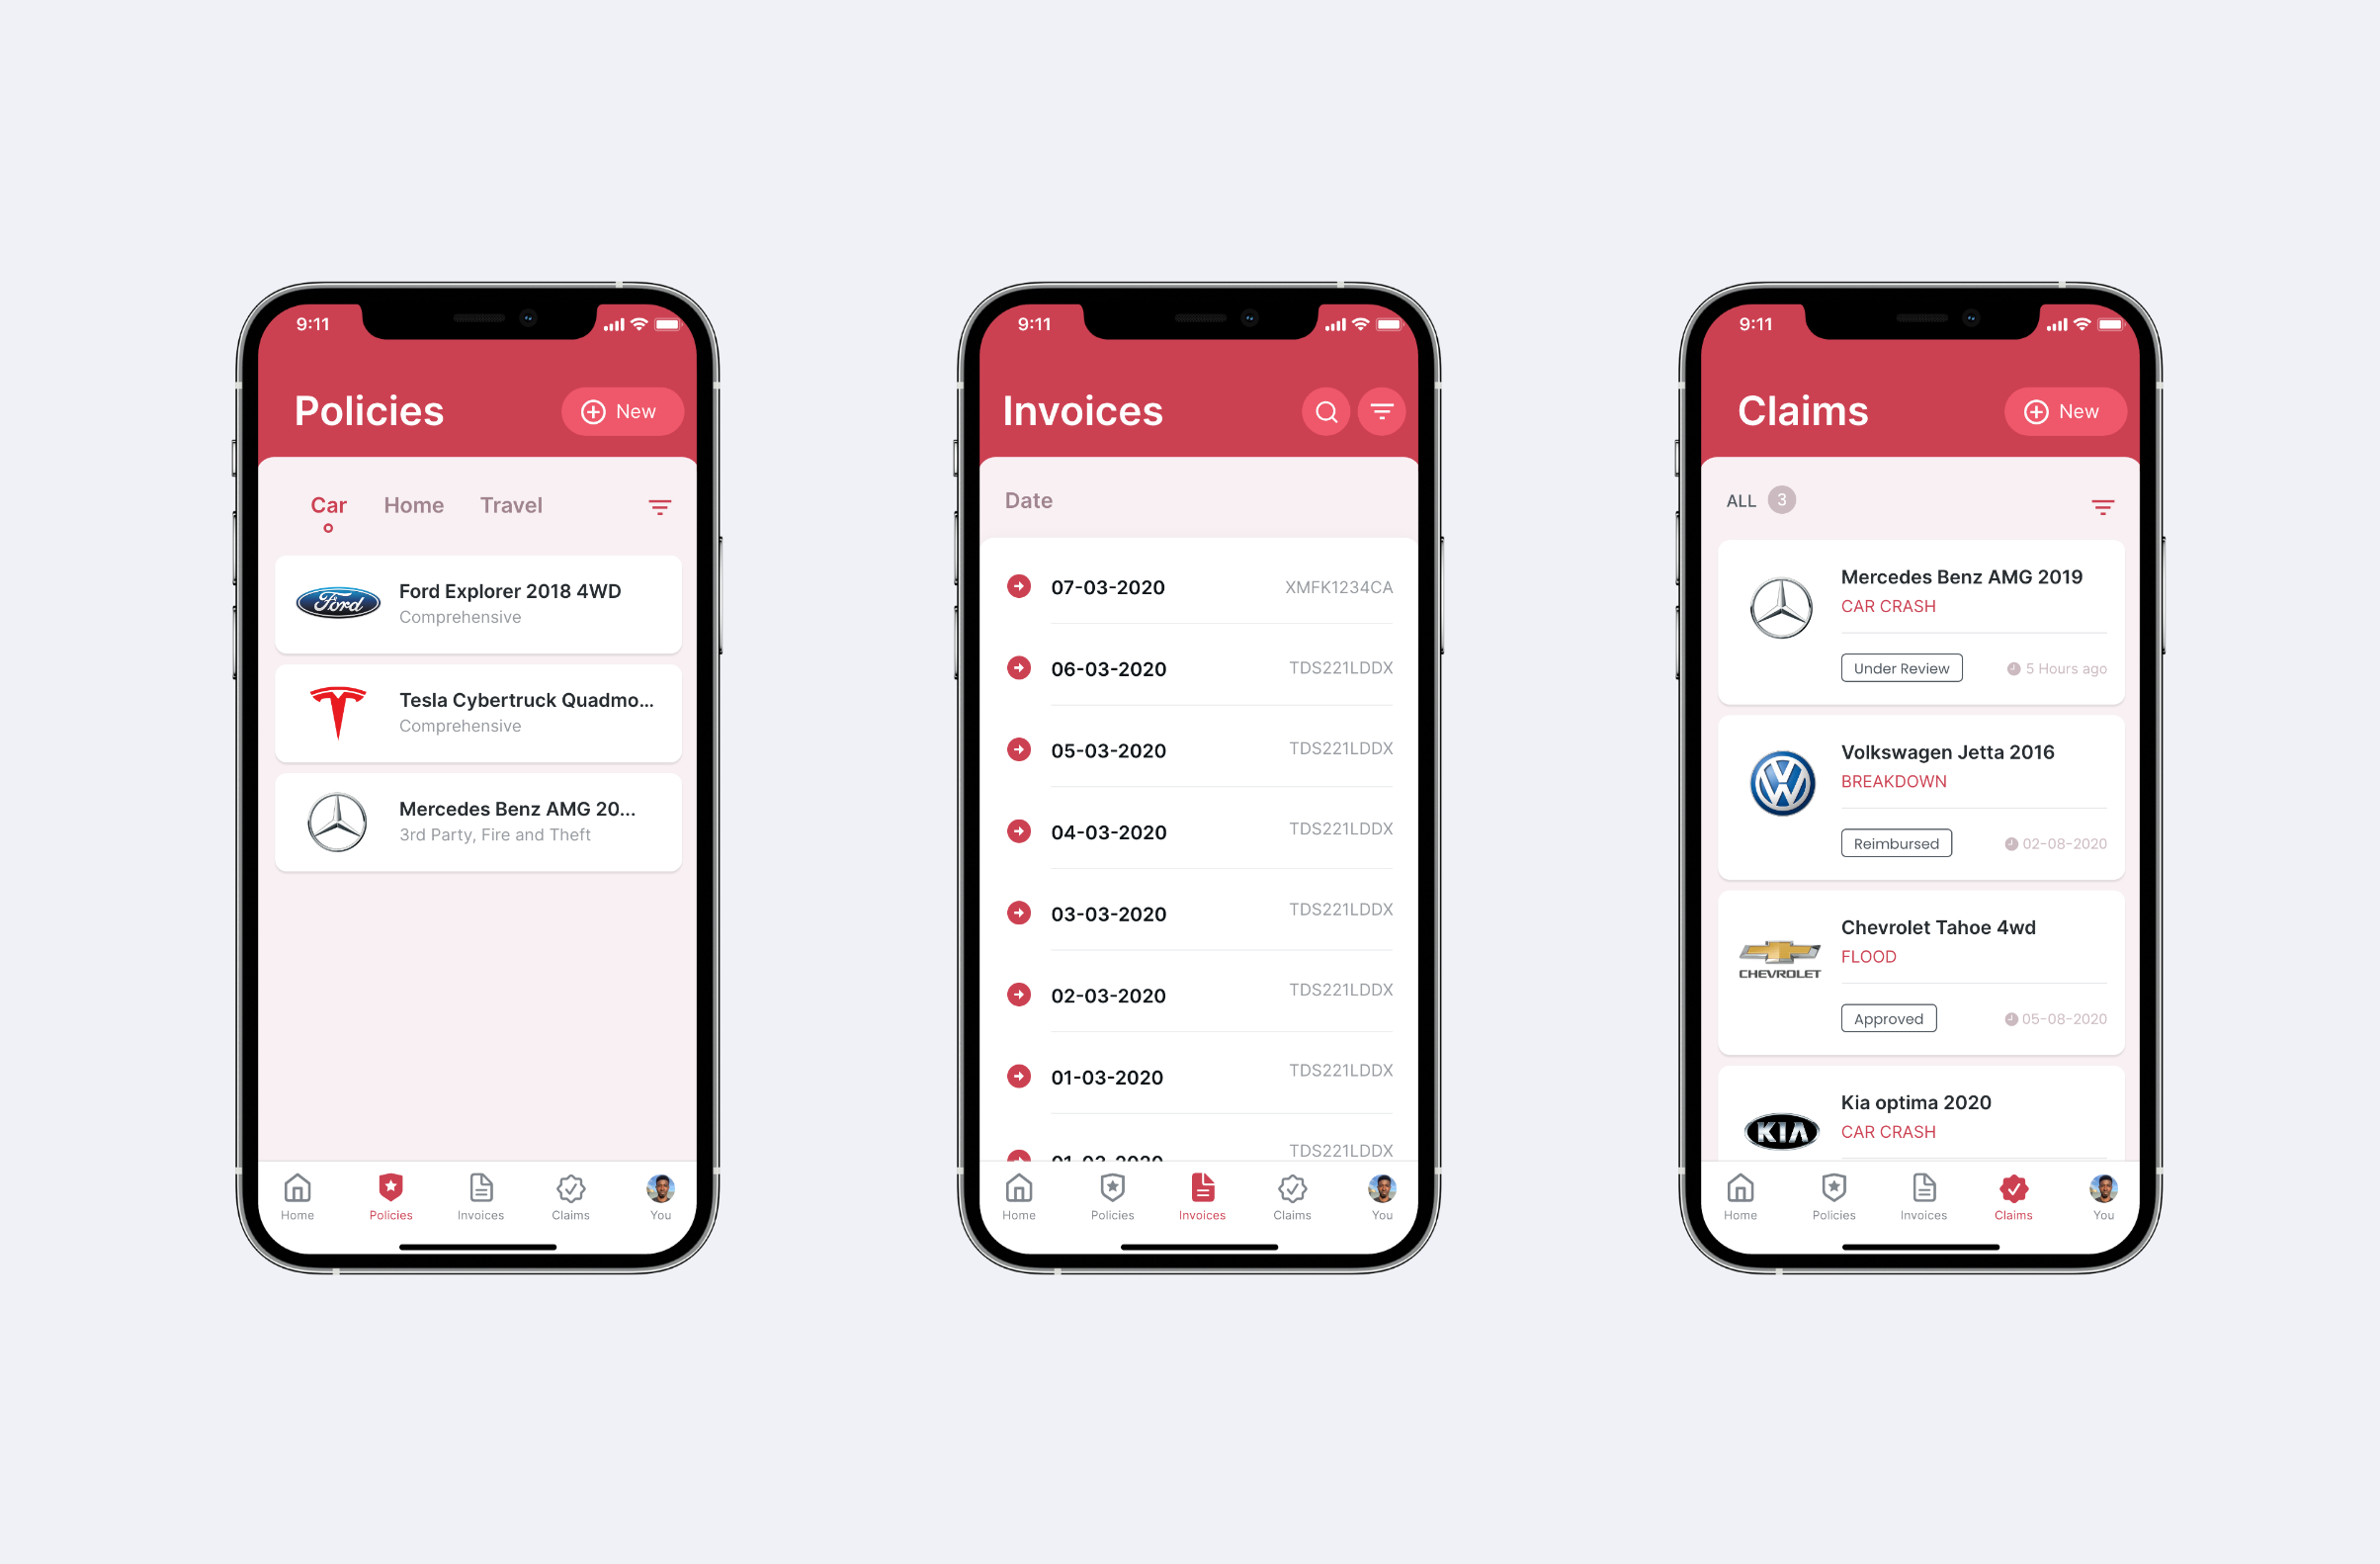 9:11
Policies
New
Car Home Travel
Ford
Ford Explorer 2018 4WD
Comprehensive
Tesla Cybertruck Quadmo...
Comprehensive
Mercedes Benz AMG 20...
3rd Party, Fire and Theft
Home Policies Invoices Claims You
9:11
Invoices
Date
07-03-2020 XMFK1234CA
06-03-2020 TDS221LDDX
05-03-2020 TDS221LDDX
04-03-2020 TDS221LDDX
03-03-2020 TDS221LDDX
02-03-2020 TDS221LDDX
01-03-2020 TDS221LDDX
01-03-2020 TDS221LDDX
Home Policies Invoices Claims You
9:11
Claims
New
ALL 3
Mercedes Benz AMG 2019
CAR CRASH
Under Review 5 Hours ago
Volkswagen Jetta 2016
BREAKDOWN
Reimbursed 02-08-2020
Chevrolet Tahoe 4wd
FLOOD
CHEVROLET
Approved 05-08-2020
Kia optima 2020
KIA
CAR CRASH
Home Policies Invoices Claims You